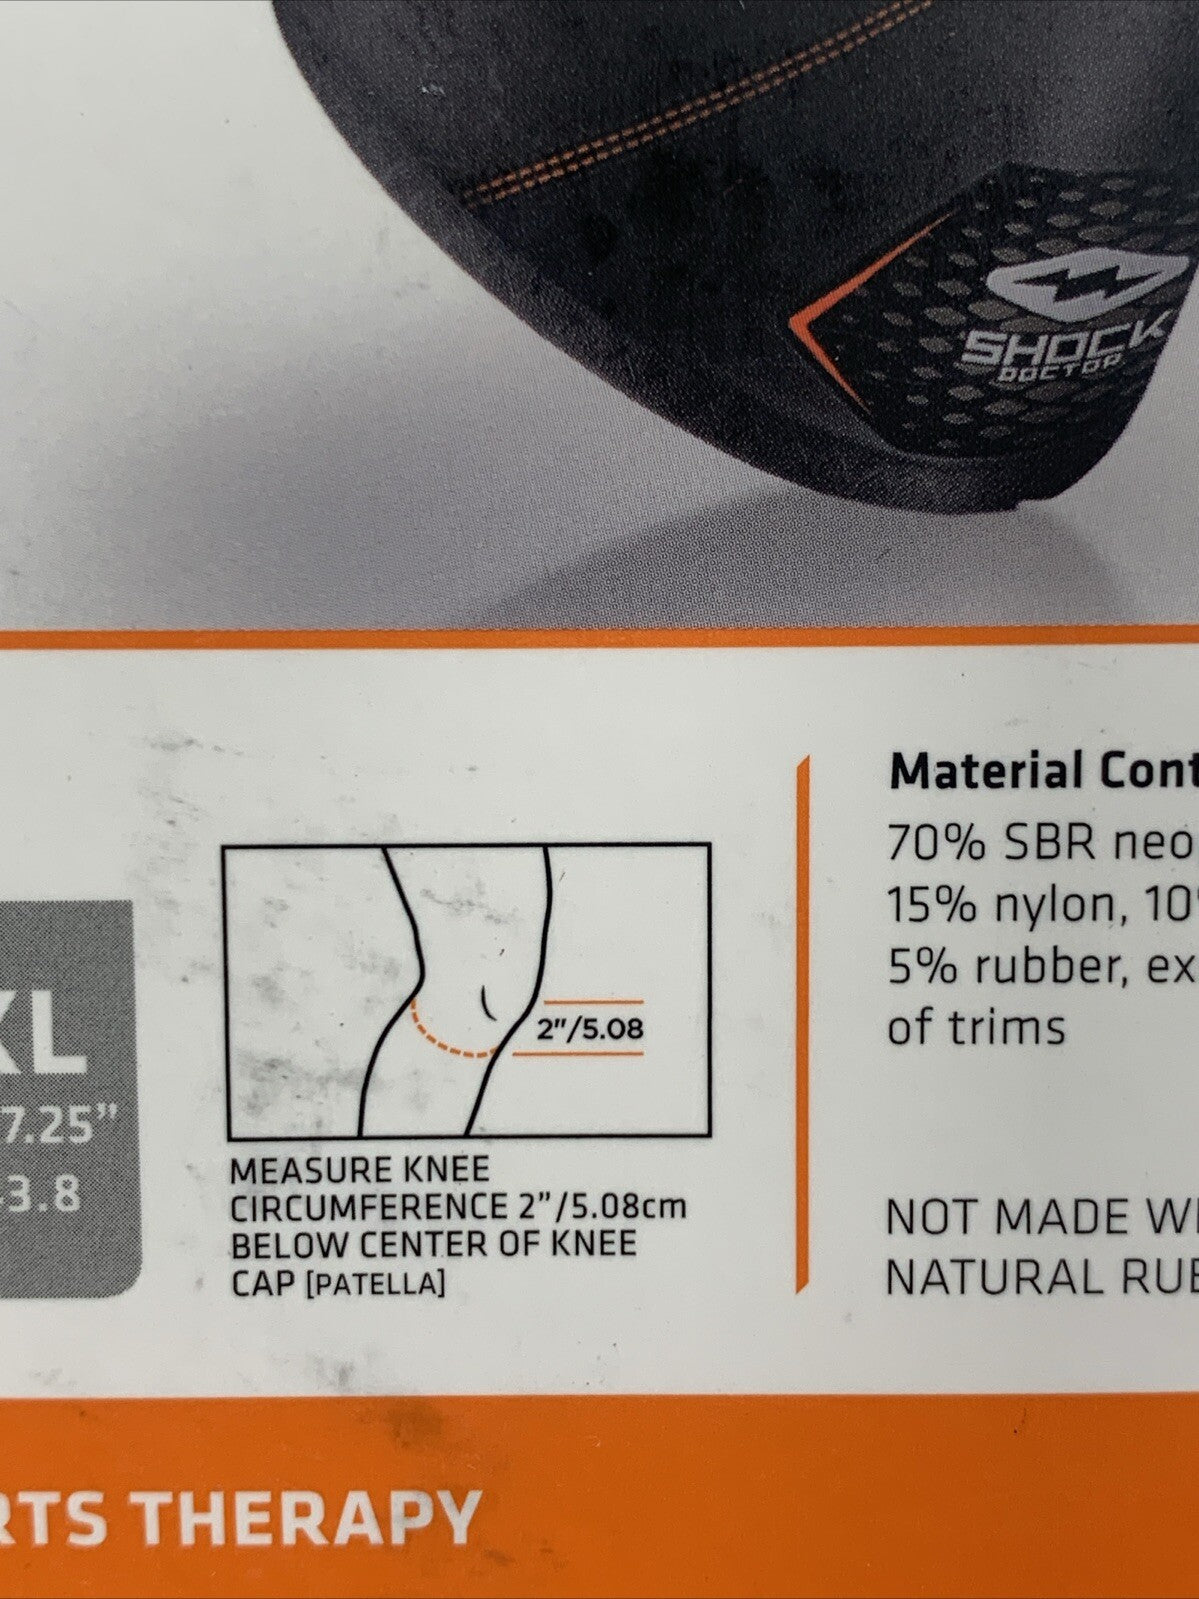 SHOCK
DOCTOR
XL
7.25”
3.8
2"/5.08
MEASURE KNEE
CIRCUMFERENCE 2”/5.08cm
BELOW CENTER OF KNEE
CAP [PATELLA]
Material Cont
70% SBR neo
15% nylon, 10
5% rubber, ex
of trims
NOT MADE WI
NATURAL RUB
RTS THERAPY